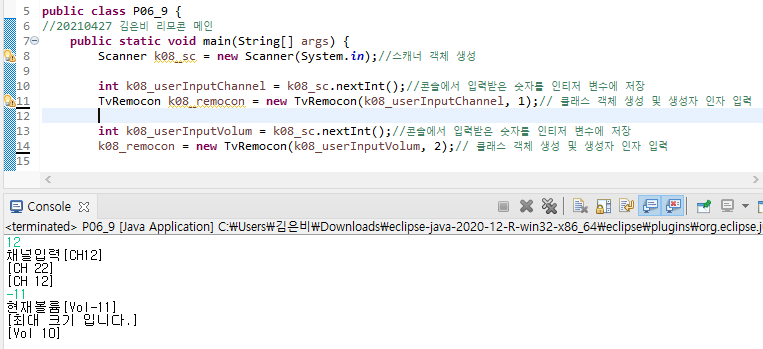 5 public class P06_9 {
6 //20210427 김은비 리모콘 메인
7 public static void main(String[] args) {
8 Scanner k08_sc = new Scanner(System.in);//스캐너 객체 생성
9
10 int k08_userInputChannel = k08_sc.nextInt();//콘솔에서 입력받은 숫자를 인티저 변수에 저장
11 TvRemocon k08_remocon = new TvRemocon(k08_userInputChannel, 1);// 클래스 객체 생성 및 생성자 인자 입력
12
13 int k08_userInputVolum = k08_sc.nextInt();//콘솔에서 입력받은 숫자를 인티저 변수에 저장
14 k08_remocon = new TvRemocon(k08_userInputVolum, 2);// 클래스 객체 생성 및 생성자 인자 입력
15
Console
<terminated> P06_9 [Java Application] C:₩Users₩김은비₩Downloads₩eclipse-java-2020-12-R-win32-x86_64₩eclipse₩plugins₩org.eclipse.ju
12
채널입력[CH12]
[CH 22]
[CH 12]
-11
현재볼륨[Vol-11]
[최대 크기 입니다.]
[Vol 10]